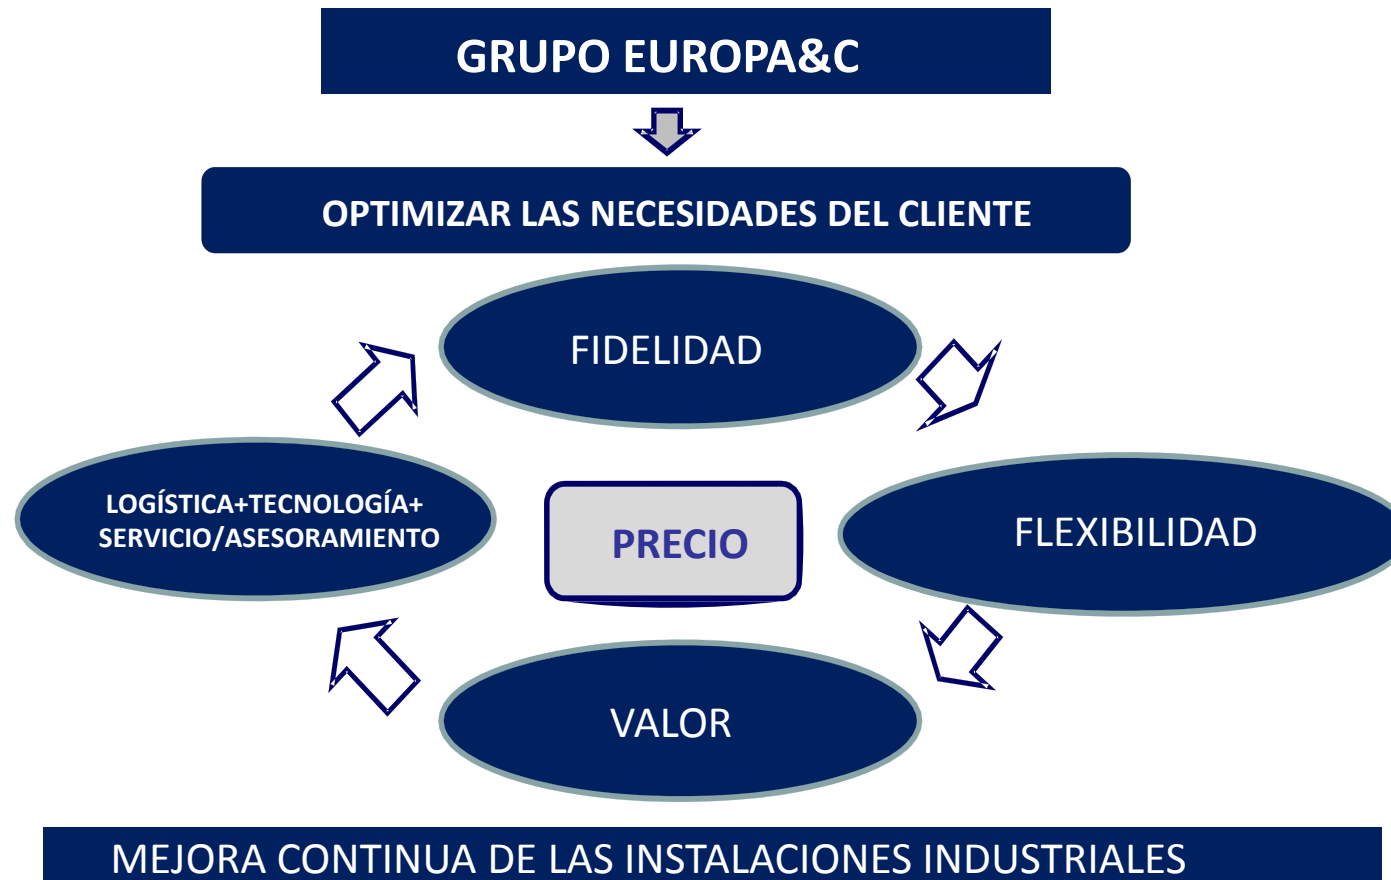 GRUPO EUROPA&C
OPTIMIZAR LAS NECESIDADES DEL CLIENTE
FIDELIDAD
LOGÍSTICA+TECNOLOGÍA+
SERVICIO/ASESORAMIENTO
PRECIO
FLEXIBILIDAD
VALOR
MEJORA CONTINUA DE LAS INSTALACIONES INDUSTRIALES